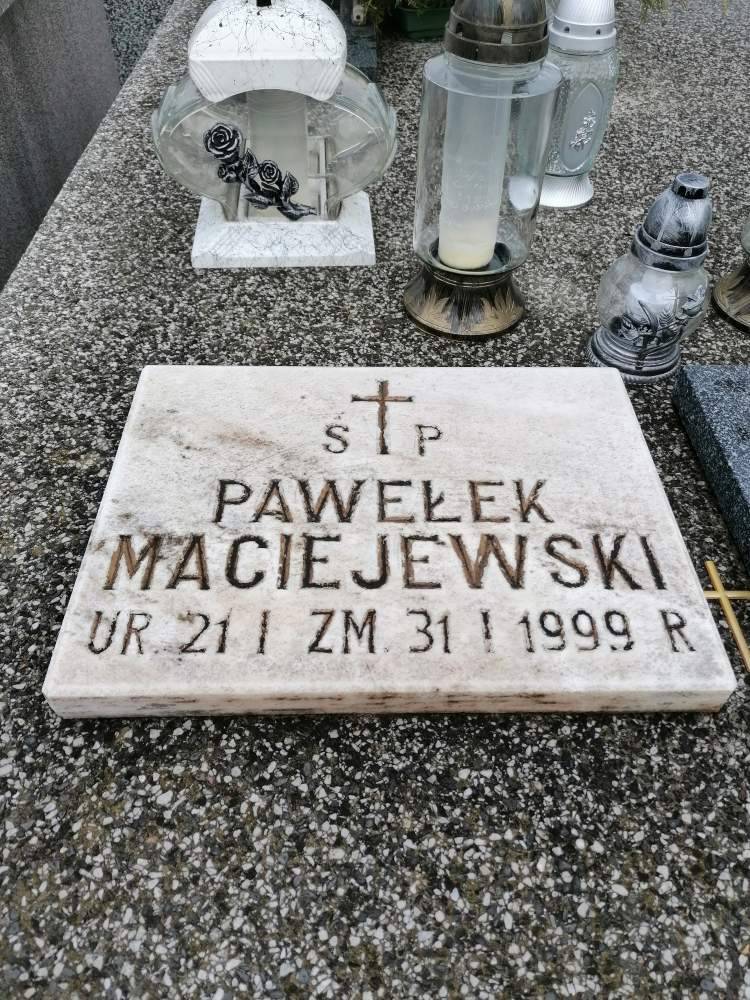 S P
PAWEŁEK
MACIEJEWSKI
UR. 21 I ZM. 31 I 1999 R